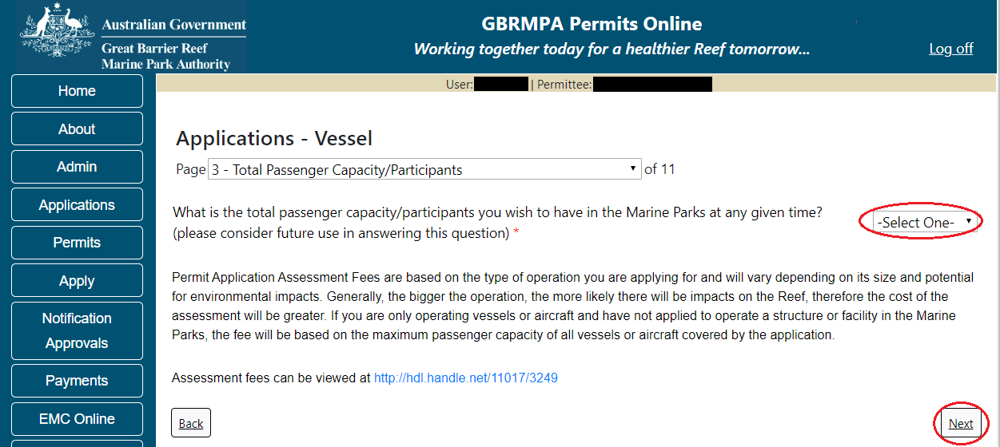 Australian Government
Great Barrier Reef
Marine Park Authority
GBRMPA Permits Online
Working together today for a healthier Reef tomorrow...
Log off
User: | Permittee:
Home
About
Admin
Applications
Permits
Apply
Notification
Approvals
Payments
EMC Online
Applications - Vessel
Page 3 - Total Passenger Capacity/Participants of 11
What is the total passenger capacity/participants you wish to have in the Marine Parks at any given time?
(please consider future use in answering this question) *
-Select One-
Permit Application Assessment Fees are based on the type of operation you are applying for and will vary depending on its size and potential
for environmental impacts. Generally, the bigger the operation, the more likely there will be impacts on the Reef, therefore the cost of the
assessment will be greater. If you are only operating vessels or aircraft and have not applied to operate a structure or facility in the Marine
Parks, the fee will be based on the maximum passenger capacity of all vessels or aircraft covered by the application.
Assessment fees can be viewed at http://hdl.handle.net/11017/3249
Back
Next